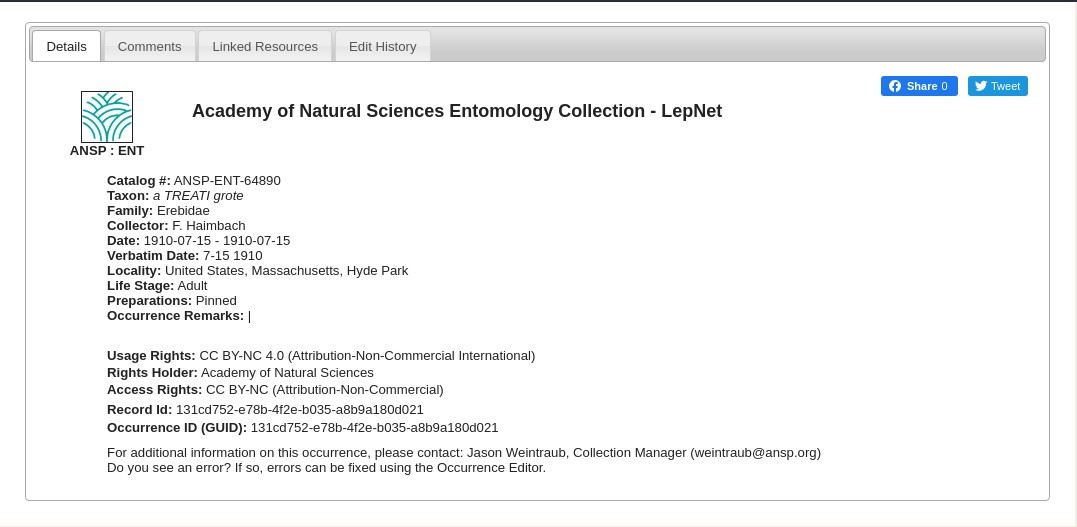 Details
Comments
Linked Resources
Edit History
Share 0
Tweet
ANSP : ENT
Academy of Natural Sciences Entomology Collection - LepNet
Catalog #: ANSP-ENT-64890
Taxon: a TREATI grote
Family: Erebidae
Collector: F. Haimbach
Date: 1910-07-15 - 1910-07-15
Verbatim Date: 7-15 1910
Locality: United States, Massachusetts, Hyde Park
Life Stage: Adult
Preparations: Pinned
Occurrence Remarks: |
Usage Rights: CC BY-NC 4.0 (Attribution-Non-Commercial International)
Rights Holder: Academy of Natural Sciences
Access Rights: CC BY-NC (Attribution-Non-Commercial)
Record Id: 131cd752-e78b-4f2e-b035-a8b9a180d021
Occurrence ID (GUID): 131cd752-e78b-4f2e-b035-a8b9a180d021
For additional information on this occurrence, please contact: Jason Weintraub, Collection Manager (weintraub@ansp.org)
Do you see an error? If so, errors can be fixed using the Occurrence Editor.